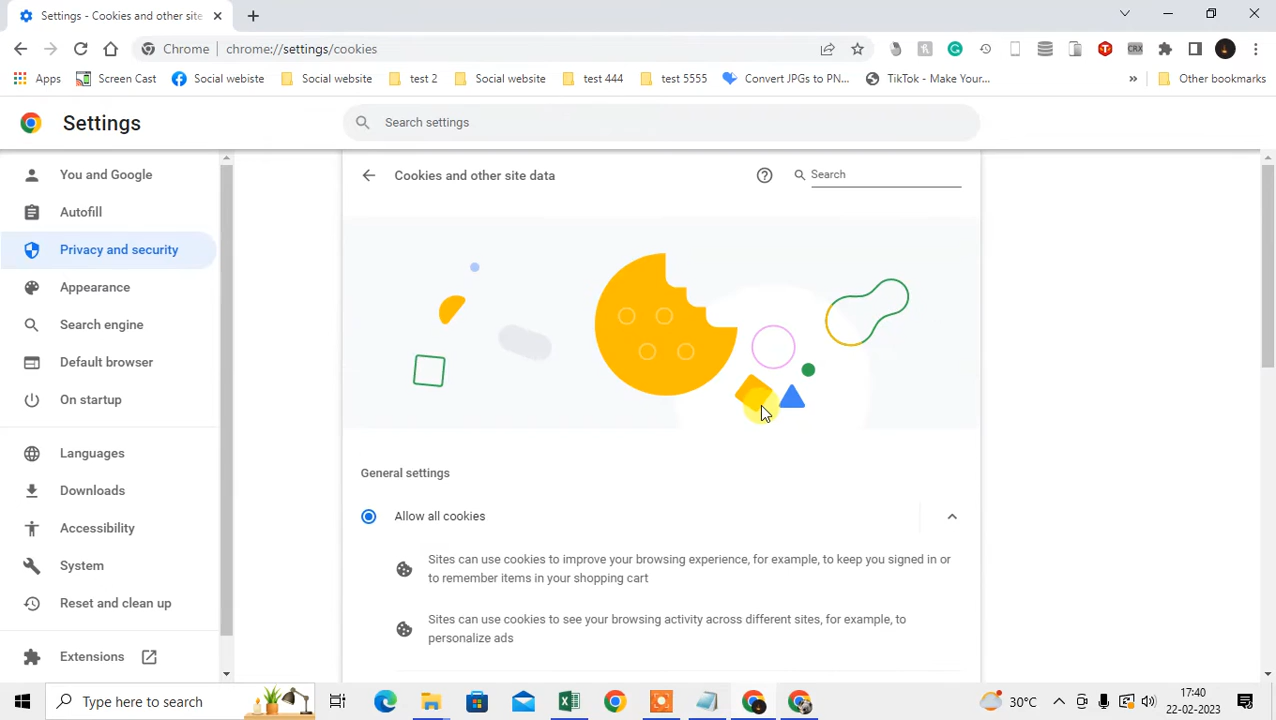 Settings - Cookies and other site
Chrome | chrome://settings/cookies
Apps Screen Cast Social webiste Social website test 2 Social website test 444 test 5555 Convert JPGs to PN... TikTok - Make Your... » Other bookmarks
Settings
Search settings
You and Google
Autofill
Privacy and security
Appearance
Search engine
Default browser
On startup
Languages
Downloads
Accessibility
System
Reset and clean up
Extensions
Cookies and other site data
Search
General settings
Allow all cookies
Sites can use cookies to improve your browsing experience, for example, to keep you signed in or
to remember items in your shopping cart
Sites can use cookies to see your browsing activity across different sites, for example, to
personalize ads
Type here to search
30°C
17:40
22-02-2023